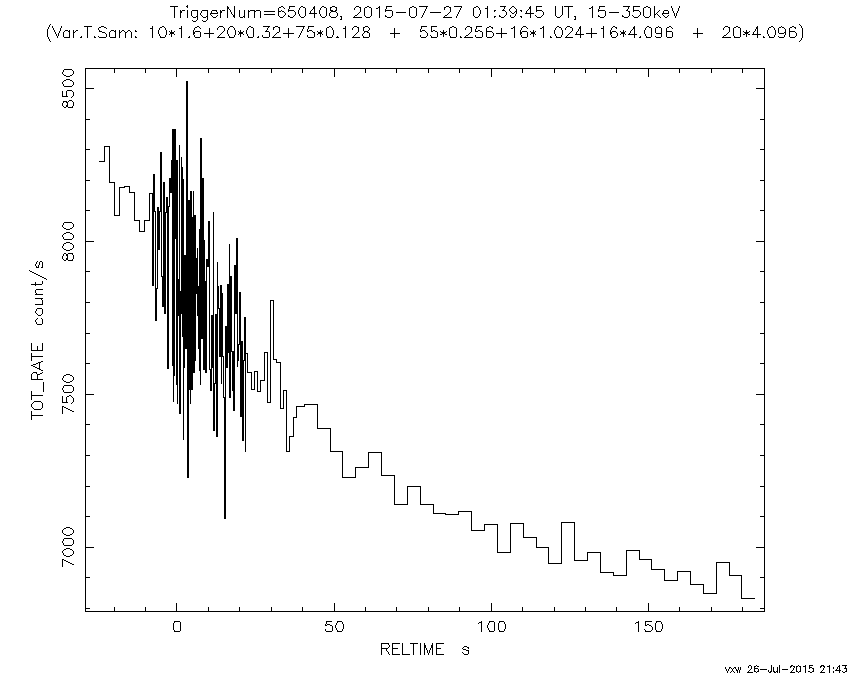 TriggerNum=650408, 2015-07-27 01:39:45 UT, 15-350keV
(Var.T.Sam: 10*1.6+20*0.32+75*0.128 + 55*0.256+16*1.024+16*4.096 + 20*4.096)
8500
8000
7500
7000
TOT_RATE count/s
0 50 100 150
RELTIME s
vxw 26-Jul-2015 21:43